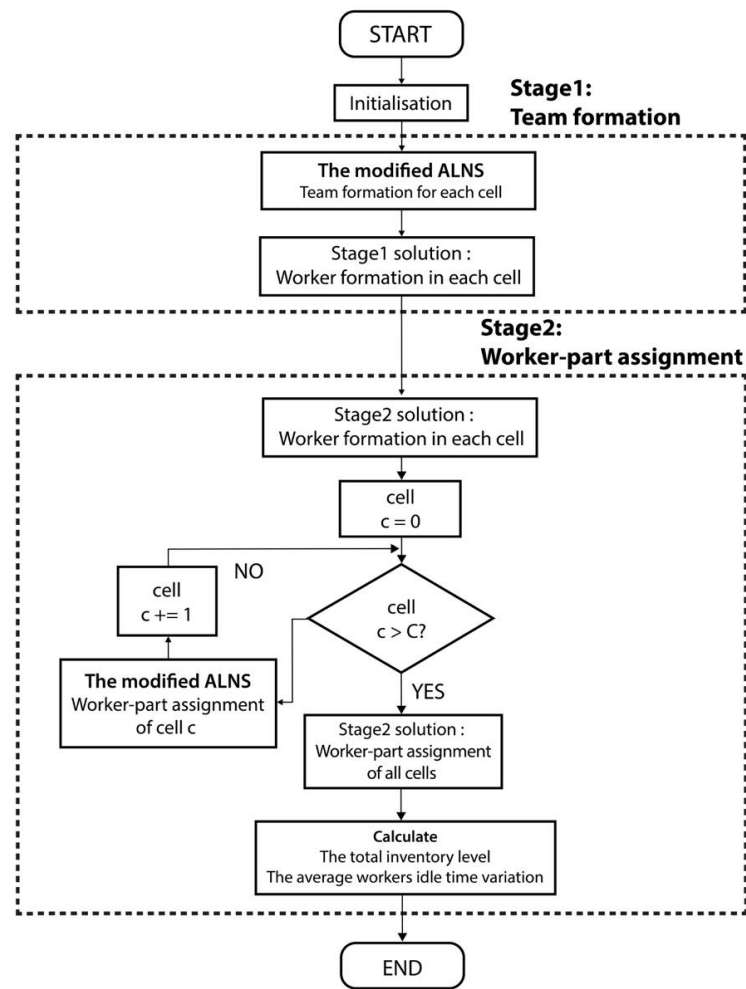 START
Initialisation
Stage1:
Team formation
The modified ALNS
Team formation for each cell
Stage1 solution :
Worker formation in each cell
Stage2:
Worker-part assignment
Stage2 solution :
Worker formation in each cell
cell
c = 0
NO
cell
c += 1
cell
c > C?
The modified ALNS
Worker-part assignment
of cell c
YES
Stage2 solution :
Worker-part assignment
of all cells
Calculate
The total inventory level
The average workers idle time variation
END